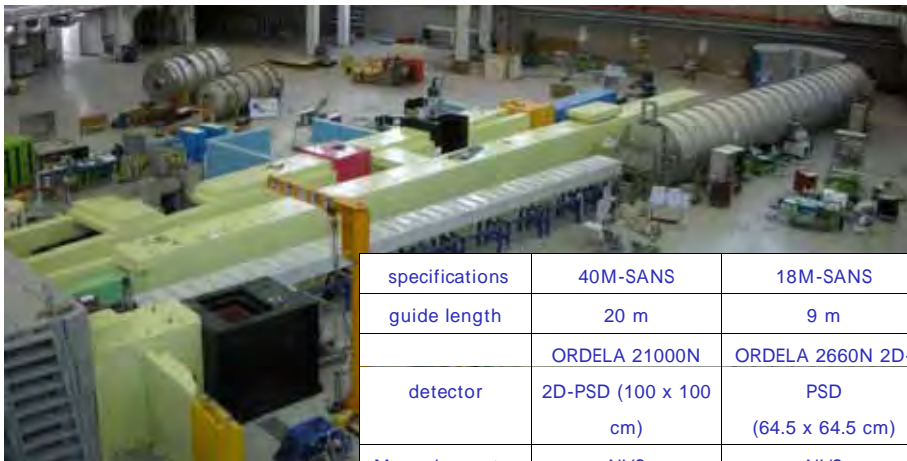 specifications 40M-SANS 18M-SANS
guide length 20 m 9 m
ORDELA 21000N ORDELA 2660N 2D-
detector 2D-PSD (100 x 100 PSD
cm) (64.5 x 64.5 cm)